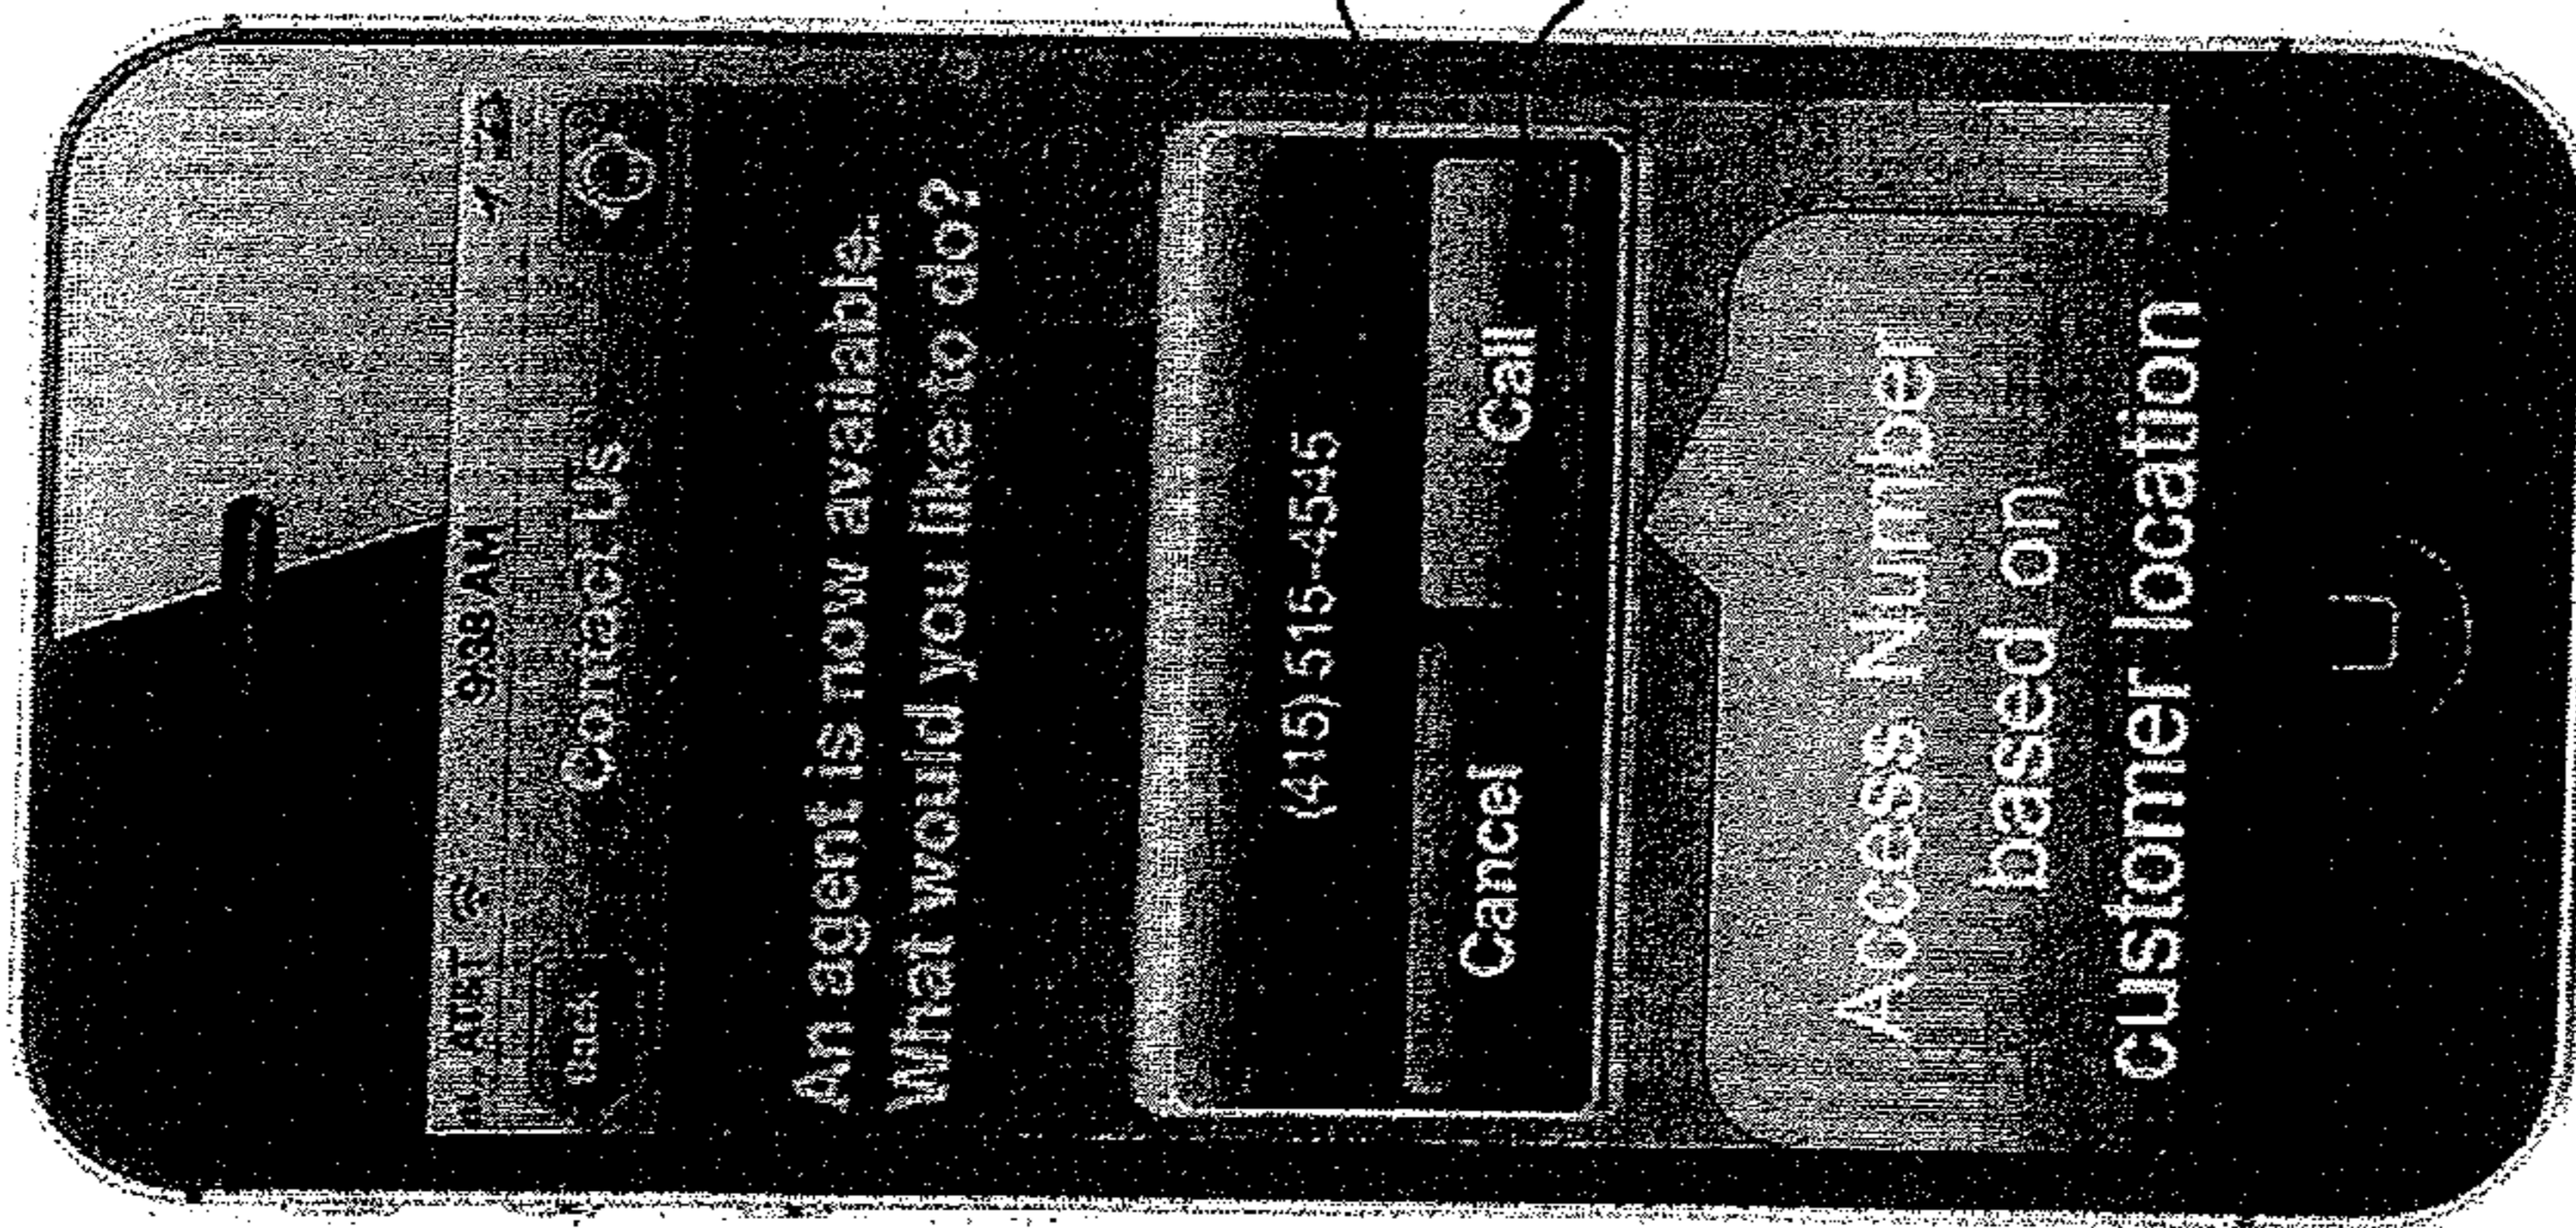 9:38 AM
Back
Contact Us
An agent is now available.
What would you like to do?
(415) 515-4545
Cancel
Call
Access Number
based on
customer location